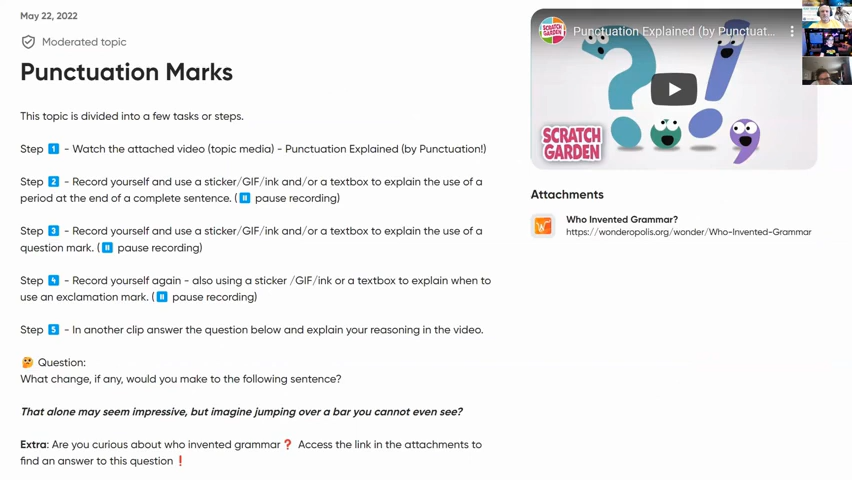 May 22, 2022
Moderated topic
Punctuation Marks
This topic is divided into a few tasks or steps.
Step 1️⃣ - Watch the attached video (topic media) - Punctuation Explained (by Punctuation!)
Step 2️⃣ - Record yourself and use a sticker/GIF/ink and/or a textbox to explain the use of a
period at the end of a complete sentence. (⏸️ pause recording)
Step 3️⃣ - Record yourself and use a sticker/GIF/ink and/or a textbox to explain the use of a
question mark. (⏸️ pause recording)
Step 4️⃣ - Record yourself again - also using a sticker /GIF/ink or a textbox to explain when to
use an exclamation mark. (⏸️ pause recording)
Step 5️⃣ - In another clip answer the question below and explain your reasoning in the video.
🤔 Question:
What change, if any, would you make to the following sentence?
That alone may seem impressive, but imagine jumping over a bar you cannot even see?
Extra: Are you curious about who invented grammar❓ Access the link in the attachments to
find an answer to this question❗
SCRATCH
GARDEN
Punctuation Explained (by Punctuat...
?!
SCRATCH
GARDEN
Attachments
Who Invented Grammar?
https://wonderopolis.org/wonder/Who-Invented-Grammar